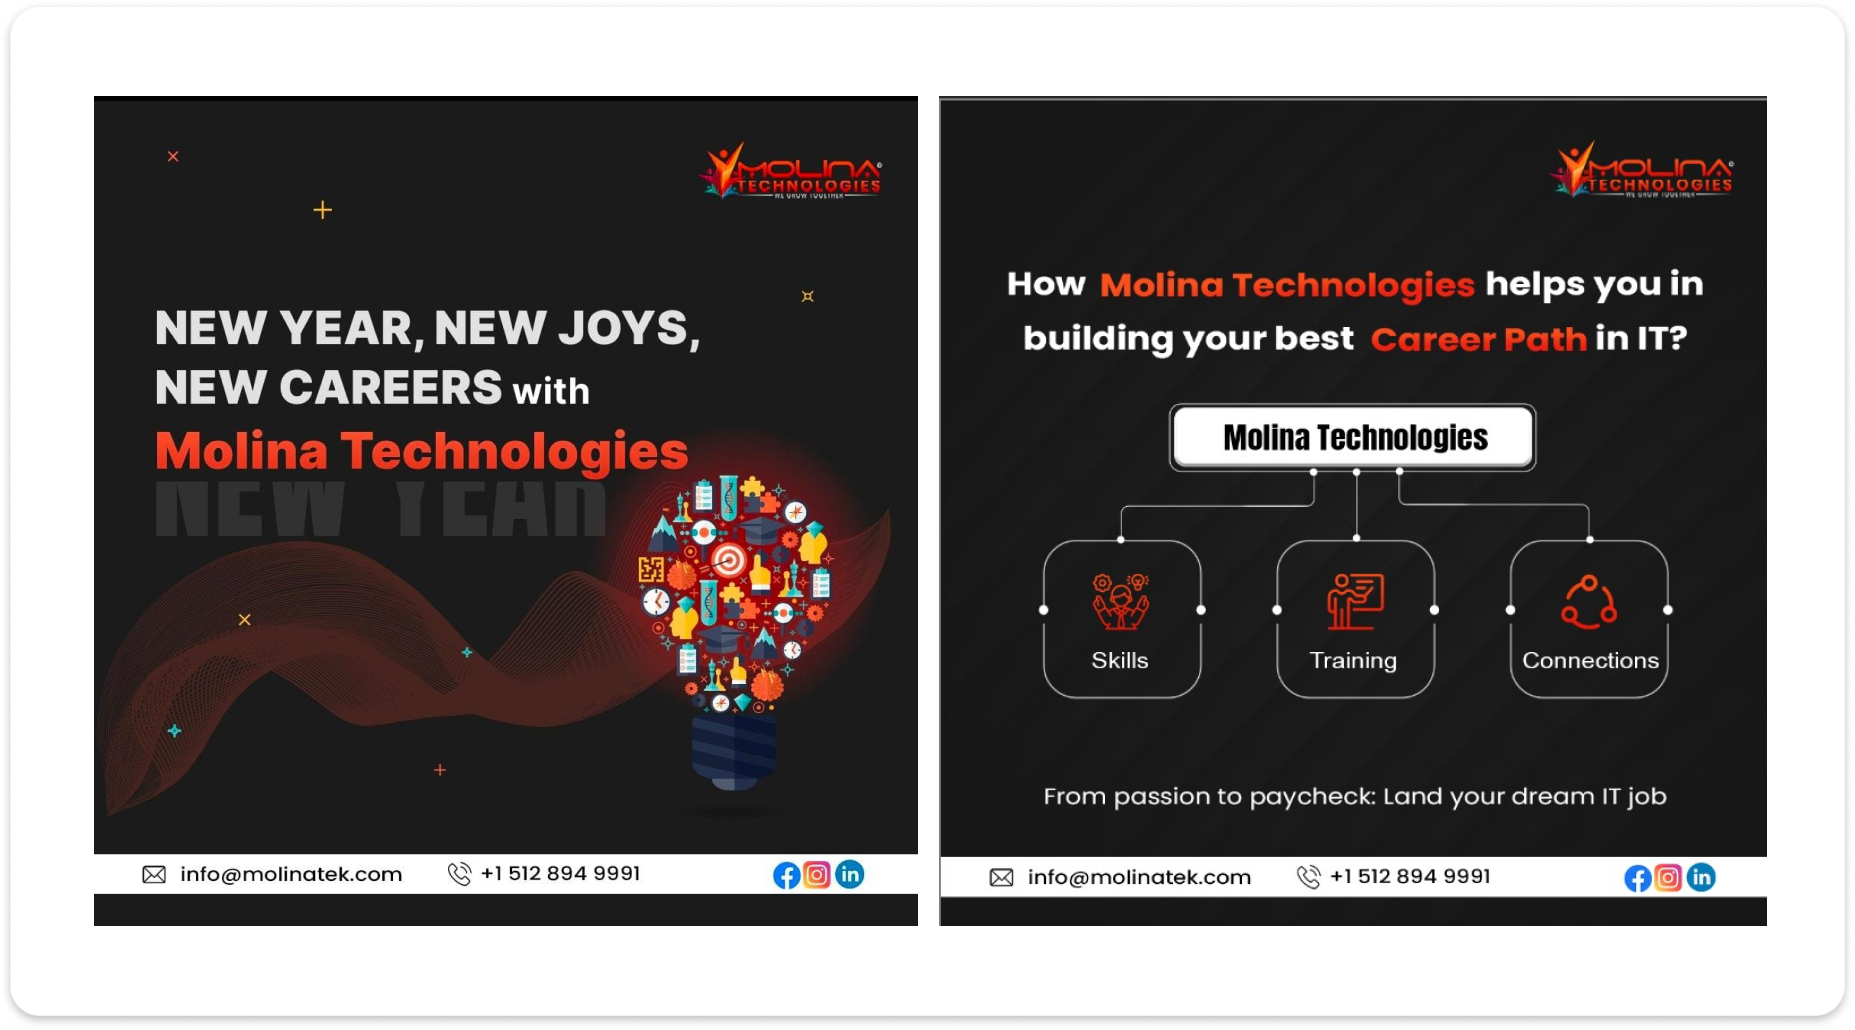 MOLINA
TECHNOLOGIES
WE GROW TOGETHER
NEW YEAR, NEW JOYS,
NEW CAREERS with
Molina Technologies
NEW YEAR
info@molinatek.com
+1 512 894 9991
in
MOLINA
TECHNOLOGIES
WE GROW TOGETHER
How Molina Technologies helps you in
building your best Career Path in IT?
Molina Technologies
Skills
Training
Connections
From passion to paycheck: Land your dream IT job
info@molinatek.com
+1 512 894 9991
in